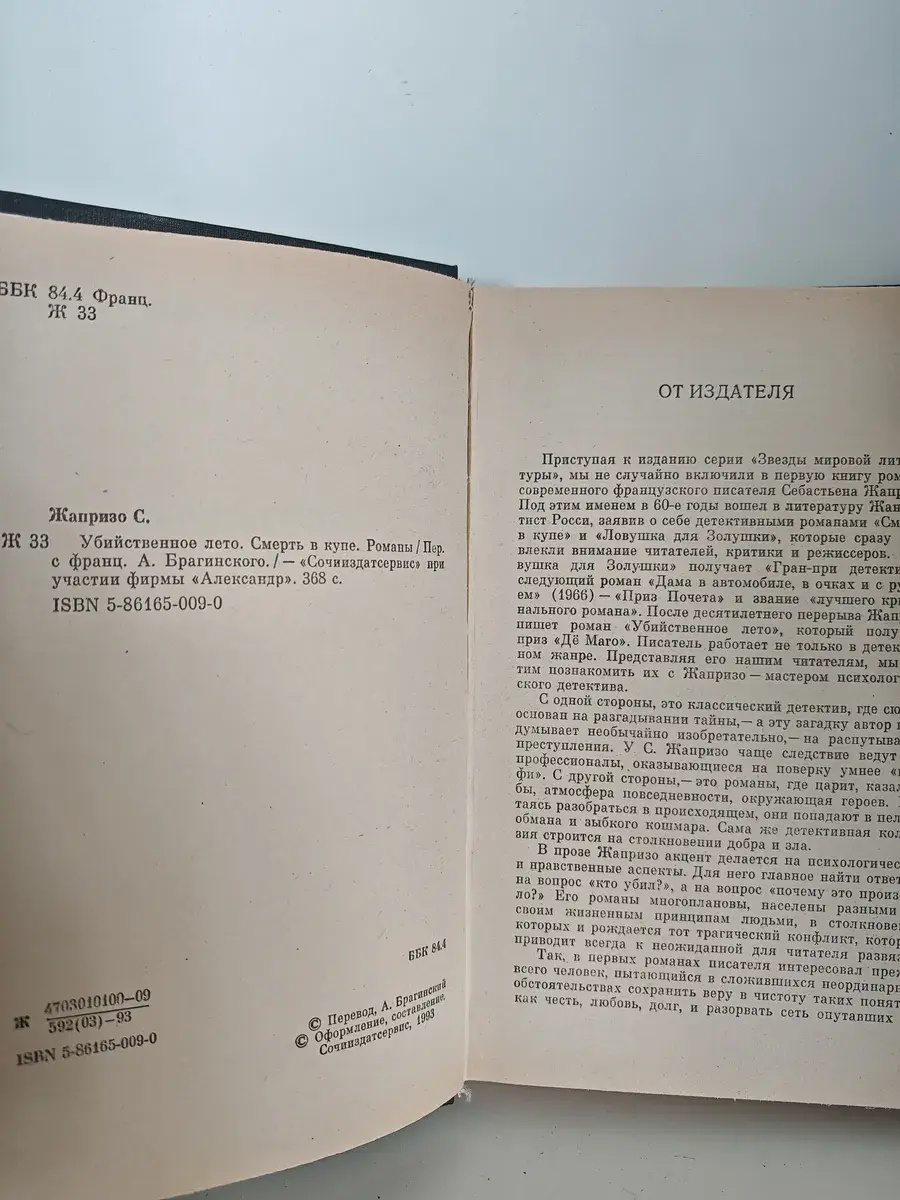 ББК 84.4 Франц.
Ж 33
Жапризо С.
Ж 33 Убийственное лето. Смерть в купе. Романы/Пер.
с франц. А. Брагинского./— «Сочииздатсервис» при
участии фирмы «Александр». 368 с.
ISBN 5-86165-009-0
ББК 84.4
Ж 4703010100—09
592(03)—93
ISBN 5-86165-009-0
© Перевод, А. Брагинский
© Оформление, составление,
Сочииздатсервис, 1993
ОТ ИЗДАТЕЛЯ
Приступая к изданию серии «Звезды мировой лит
туры», мы не случайно включили в первую книгу ром
современного французского писателя Себастьена Жапр
Под этим именем в 60-е годы вошел в литературу Жан
тист Росси, заявив о себе детективными романами «См
в купе» и «Ловушка для Золушки», которые сразу
влекли внимание читателей, критики и режиссеров.
вушка для Золушки» получает «Гран-при детекти
следующий роман «Дама в автомобиле, в очках и с ру
ем» (1966) — «Приз Почета» и звание «лучшего кри
нального романа». После десятилетнего перерыва Жап
пишет роман «Убийственное лето», который полу
приз «Дё Маго». Писатель работает не только в детек
ном жанре. Представляя его нашим читателям, мы
тим познакомить их с Жапризо — мастером психолог
ского детектива.
С одной стороны, это классический детектив, где сю
основан на разгадывании тайны,— а эту загадку автор
думывает необычайно изобретательно,— на распутыва
преступления. У С. Жапризо чаще следствие ведут
профессионалы, оказывающиеся на поверку умнее
фи». С другой стороны,— это романы, где царит, казал
бы, атмосфера повседневности, окружающая героев.
таясь разобраться в происходящем, они попадают в пел
обмана и зыбкого кошмара. Сама же детективная кол
зия строится на столкновении добра и зла.
В прозе Жапризо акцент делается на психологичес
и нравственные аспекты. Для него главное найти ответ
на вопрос «кто убил?», а на вопрос «почему это произ
ло?» Его романы многоплановы, населены разными
своим жизненным принципам людьми, в столкнове
которых и рождается тот трагический конфликт, котор
приводит всегда к неожиданной для читателя развяз
Так, в первых романах писателя интересовал преж
всего человек, пытающийся в сложившихся неординар
обстоятельствах сохранить веру в чистоту таких понят
как честь, любовь, долг, и разорвать сеть опутавших